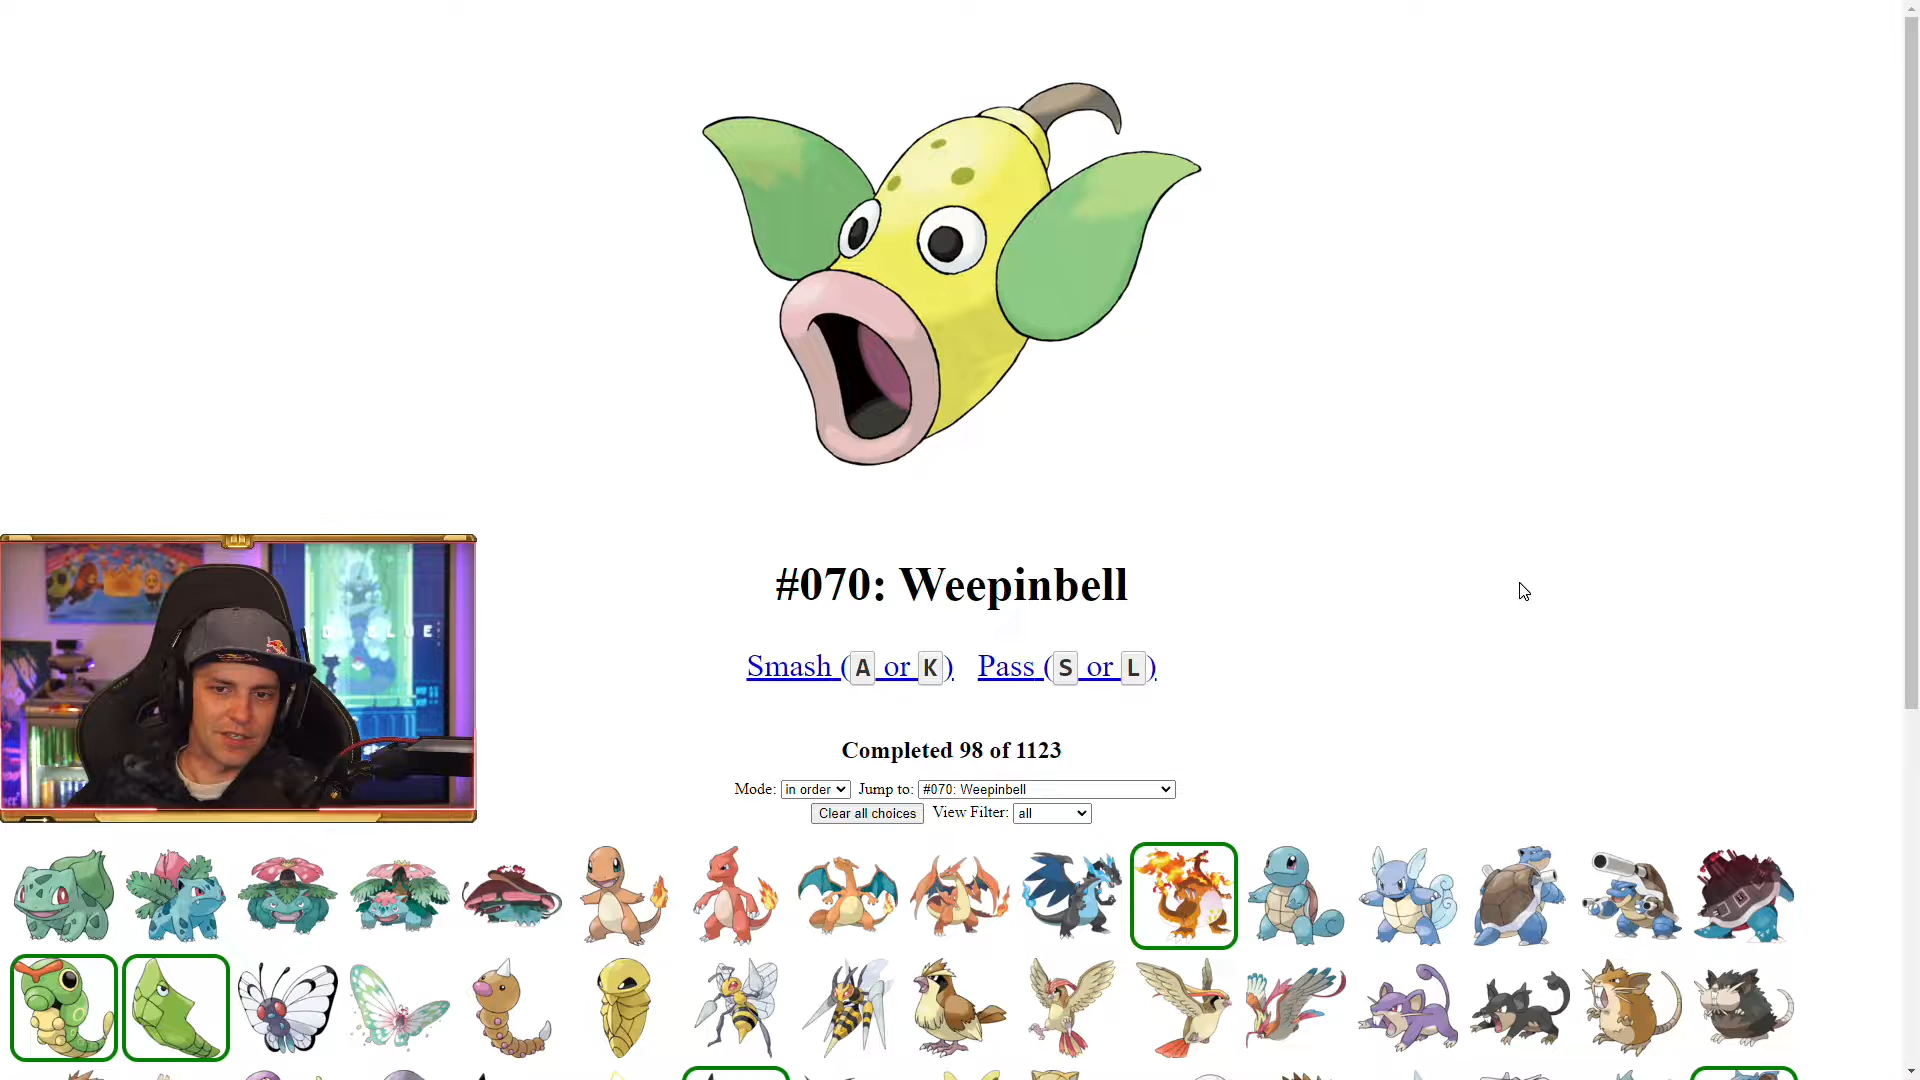 #070: Weepinbell
Smash (A or K) Pass (S or L)
Completed 98 of 1123
Mode: in order Jump to: #070: Weepinbell
Clear all choices View Filter: all